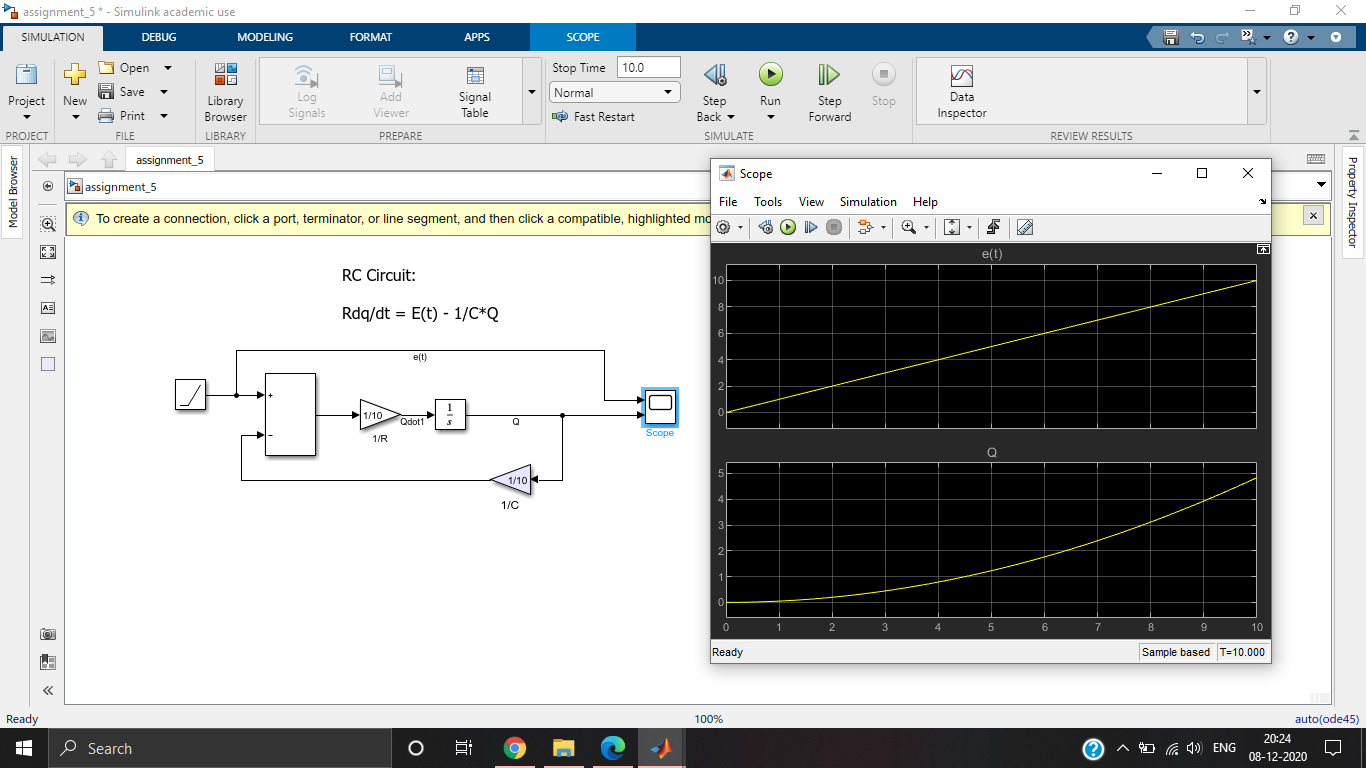 assignment_5 * - Simulink academic use
SIMULATION DEBUG MODELING FORMAT APPS SCOPE
Project
New
Open
Save
Print
Library
Browser
Log
Signals
Add
Viewer
Signal
Table
Stop Time 10.0
Normal
Fast Restart
Step
Back
Run
Step
Forward
Stop
Data
Inspector
PROJECT FILE LIBRARY PREPARE SIMULATE REVIEW RESULTS
Model Browser
assignment_5
assignment_5
Property Inspector
To create a connection, click a port, terminator, or line segment, and then click a compatible, highlighted mo
RC Circuit:
Rdq/dt = E(t) - 1/C*Q
e(t)
+
−
1/10
1/R
Qdot1
1
s
Q
Scope
1/10
1/C
Scope
File Tools View Simulation Help
e(t)
10
8
6
4
2
0
Q
5
4
3
2
1
0
0 1 2 3 4 5 6 7 8 9 10
Ready Sample based T=10.000
Ready 100% auto(ode45)
Search
ENG
20:24
08-12-2020